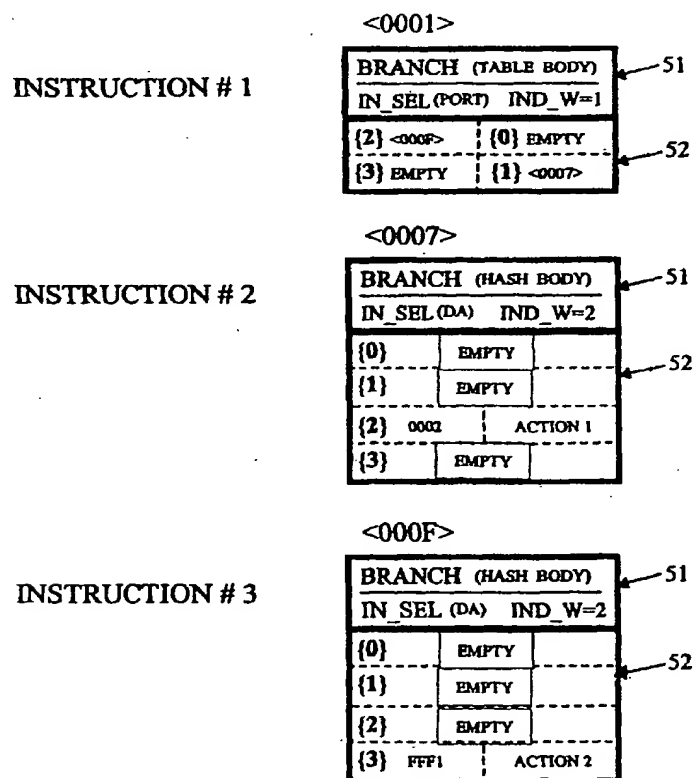 <0001>
INSTRUCTION # 1
BRANCH (TABLE BODY)
51
IN_SEL (PORT) IND_W=1
{2} <000F> {0} EMPTY
52
{3} EMPTY {1} <0007>
<0007>
INSTRUCTION # 2
BRANCH (HASH BODY)
51
IN_SEL (DA) IND_W=2
{0} EMPTY
52
{1} EMPTY
{2} 0002 ACTION 1
{3} EMPTY
<000F>
INSTRUCTION # 3
BRANCH (HASH BODY)
51
IN_SEL (DA) IND_W=2
{0} EMPTY
52
{1} EMPTY
{2} EMPTY
{3} FFF1 ACTION 2